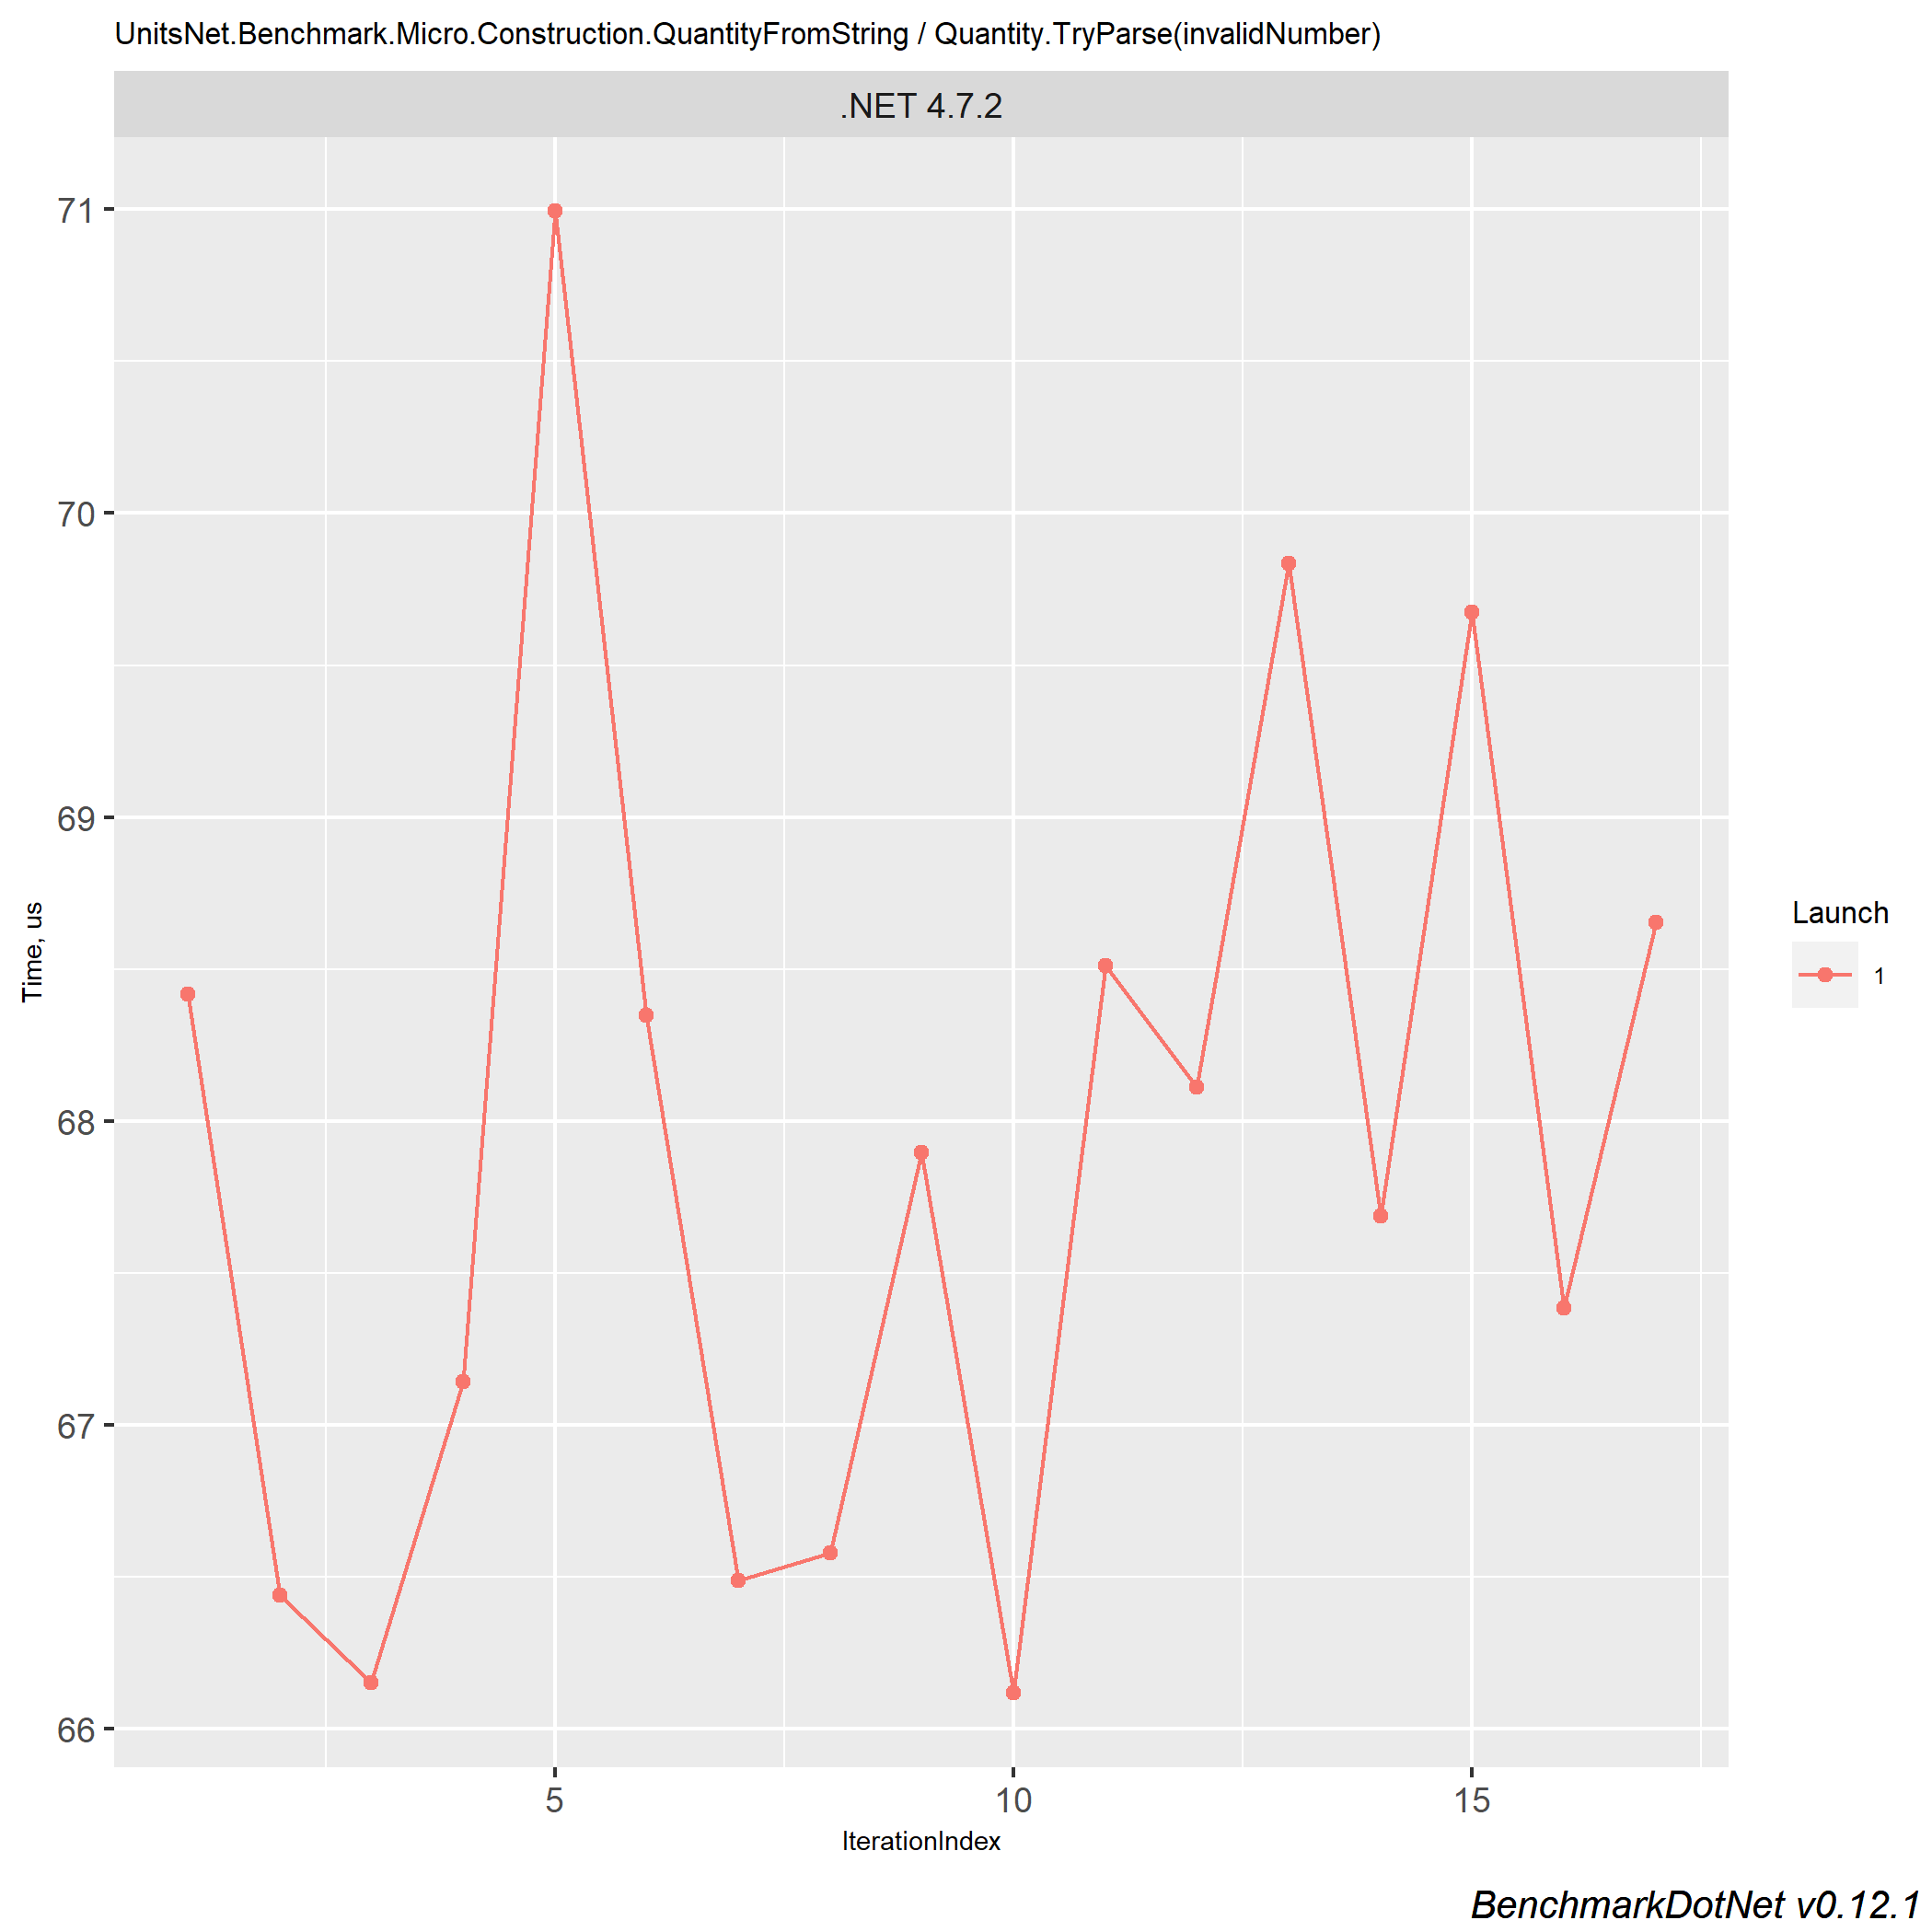 UnitsNet.Benchmark.Micro.Construction.QuantityFromString / Quantity.TryParse(invalidNumber)
.NET 4.7.2
71
70
69
68
67
66
Time, us
5
10
15
IterationIndex
Launch
1
BenchmarkDotNet v0.12.1